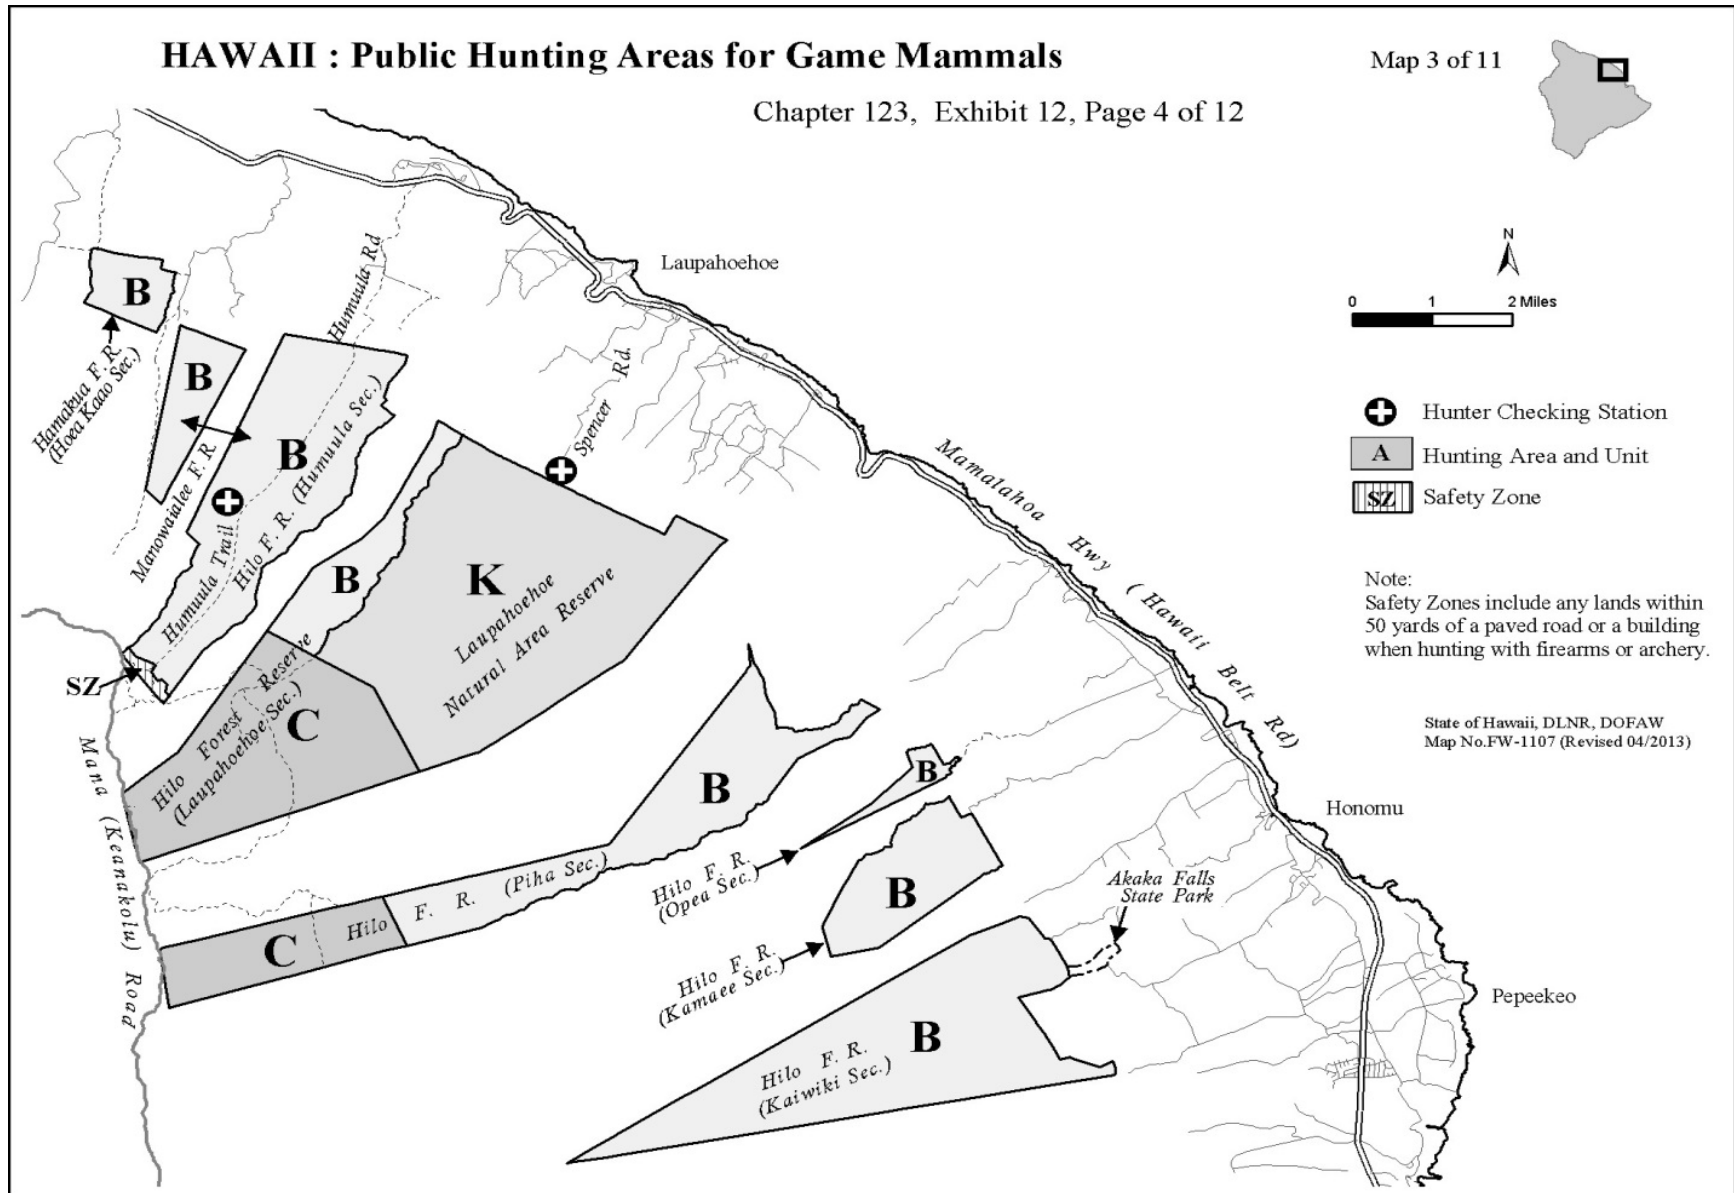 HAWAII : Public Hunting Areas for Game Mammals
Map 3 of 11
Chapter 123, Exhibit 12, Page 4 of 12
Laupahoehoe
N
0 1 2 Miles
Humuula Rd
B
Hamakua F. R.
(Hoea Kaao Sec.)
B
Manowaialee F. R.
B
Humuula Trail
Hilo F. R. (Humuula Sec.)
Spencer Rd.
Hunter Checking Station
A
Hunting Area and Unit
SZ
Safety Zone
Mamalahoa Hwy (Hawaii Belt Rd)
B
K
Laupahoehoe
Natural Area Reserve
Note:
Safety Zones include any lands within
50 yards of a paved road or a building
when hunting with firearms or archery.
SZ
C
Hilo Forest Reserve
(Laupahoehoe Sec.)
State of Hawaii, DLNR, DOFAW
Map No.FW-1107 (Revised 04/2013)
Mana (Keanakolu) Road
B
B
Honomu
Hilo F. R. (Piha Sec.)
C
Hilo F. R.
(Opea Sec.)
B
Akaka Falls
State Park
Hilo F. R.
(Kamaee Sec.)
Pepeekeo
B
Hilo F. R.
(Kaiwiki Sec.)